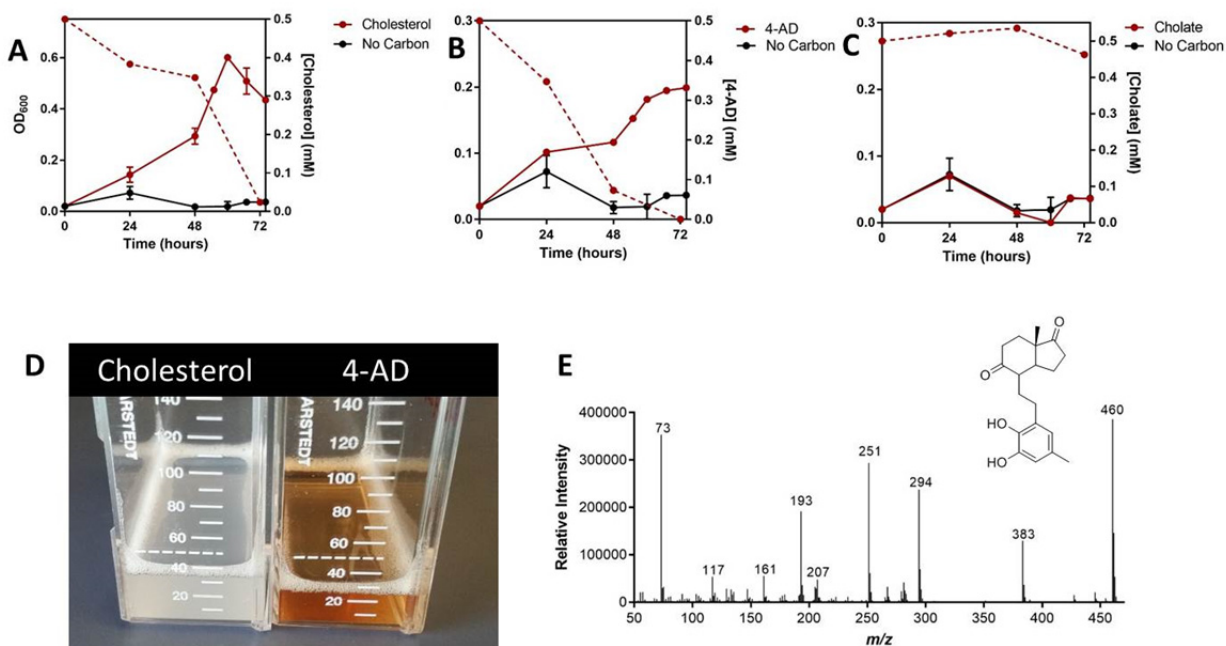 A
Cholesterol
No Carbon
OD600
0.6
0.4
0.2
0.0
0.5
0.4
0.3
0.2
0.1
0.0
[Cholesterol] (mM)
0 24 48 72
Time (hours)
B
4-AD
No Carbon
0.3
0.2
0.1
0.0
0.5
0.4
0.3
0.2
0.1
0.0
[4-AD] (mM)
0 24 48 72
Time (hours)
C
Cholate
No Carbon
0.3
0.2
0.1
0.0
0.5
0.4
0.3
0.2
0.1
0.0
[Cholate] (mM)
0 24 48 72
Time (hours)
D
Cholesterol 4-AD
ARSTEDT
140
120
100
80
60
40
20
ARSTEDT
140
120
100
80
60
40
20
E
O
O
HO
HO
Relative Intensity
400000
300000
200000
100000
0
73
117
161
193
207
251
294
383
460
50 100 150 200 250 300 350 400 450
m/z